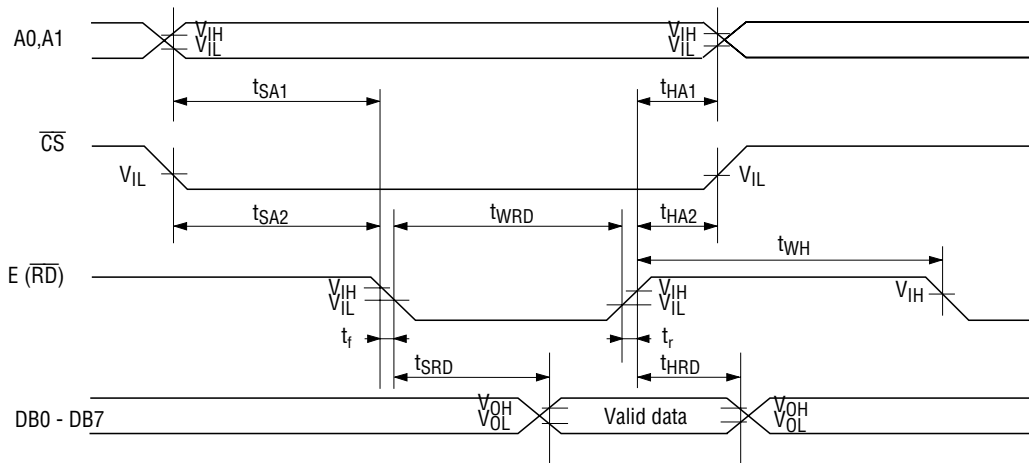 A0,A1
VIH
VIL
VIH
VIL
tSA1
tHA1
CS
VIL
VIL
tSA2
tWRD
tHA2
tWH
E (RD)
VIH
VIL
VIH
VIL
VIH
tf
tr
tSRD
tHRD
DB0 - DB7
VOH
VOL
Valid data
VOH
VOL